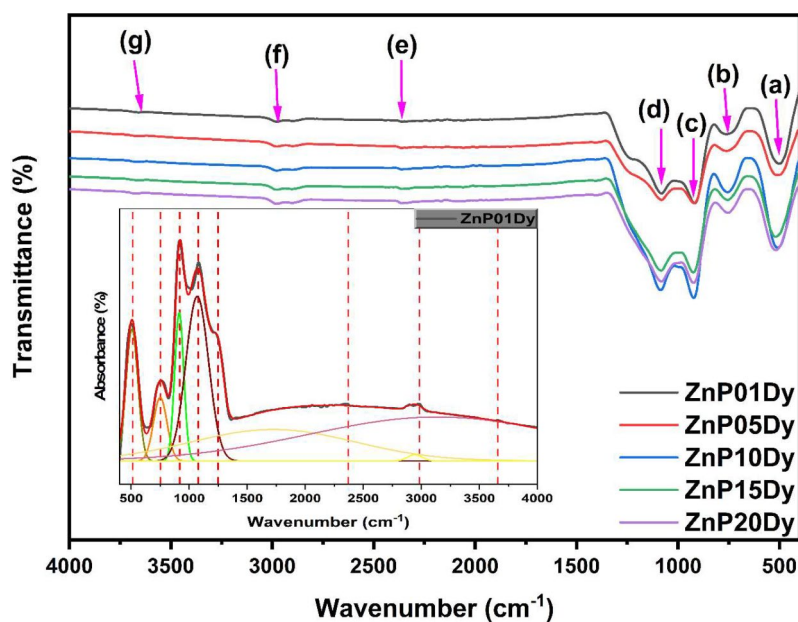 (g)
(f)
(e)
(d)
(c)
(b)
(a)
Transmittance (%)
ZnP01Dy
Absorbance (%)
500 1000 1500 2000 2500 3000 3500 4000
Wavenumber (cm⁻¹)
ZnP01Dy
ZnP05Dy
ZnP10Dy
ZnP15Dy
ZnP20Dy
4000 3500 3000 2500 2000 1500 1000 500
Wavenumber (cm⁻¹)